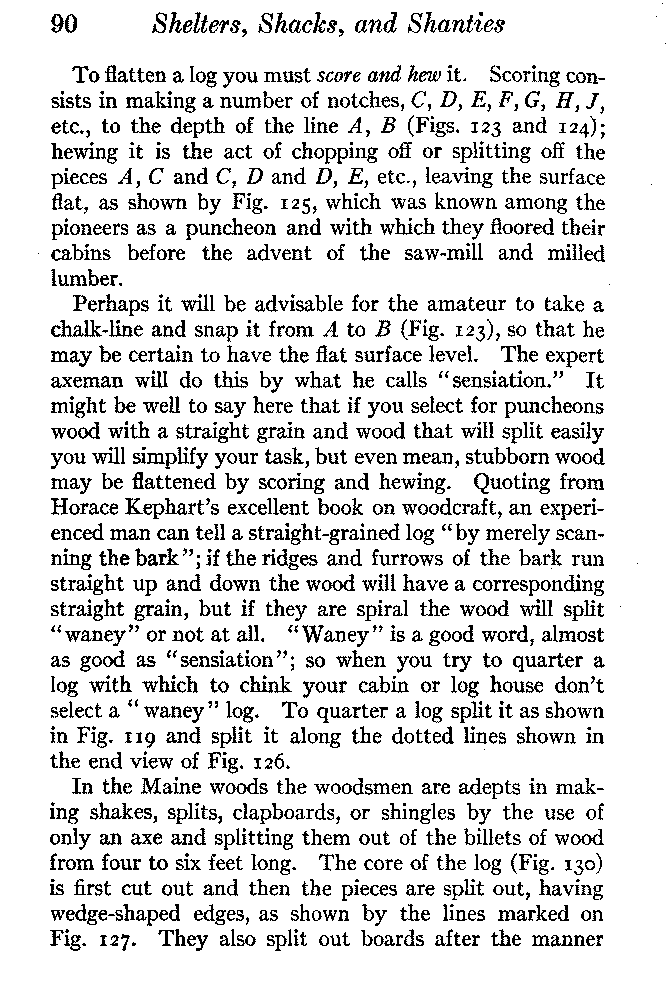 90 Shelters, Shacks, and Shanties
To flatten a log you must score and hew it. Scoring con-
sists in making a number of notches, C, D, E, F, G, H, J,
etc., to the depth of the line A, B (Figs. 123 and 124);
hewing it is the act of chopping off or splitting off the
pieces A, C and C, D and D, E, etc., leaving the surface
flat, as shown by Fig. 125, which was known among the
pioneers as a puncheon and with which they floored their
cabins before the advent of the saw-mill and milled
lumber.
Perhaps it will be advisable for the amateur to take a
chalk-line and snap it from A to B (Fig. 123), so that he
may be certain to have the flat surface level. The expert
axeman will do this by what he calls "sensiation." It
might be well to say here that if you select for puncheons
wood with a straight grain and wood that will split easily
you will simplify your task, but even mean, stubborn wood
may be flattened by scoring and hewing. Quoting from
Horace Kephart's excellent book on woodcraft, an experi-
enced man can tell a straight-grained log "by merely scan-
ning the bark"; if the ridges and furrows of the bark run
straight up and down the wood will have a corresponding
straight grain, but if they are spiral the wood will split
"waney" or not at all. "Waney" is a good word, almost
as good as "sensiation"; so when you try to quarter a
log with which to chink your cabin or log house don't
select a "waney" log. To quarter a log split it as shown
in Fig. 119 and split it along the dotted lines shown in
the end view of Fig. 126.
In the Maine woods the woodsmen are adepts in mak-
ing shakes, splits, clapboards, or shingles by the use of
only an axe and splitting them out of the billets of wood
from four to six feet long. The core of the log (Fig. 130)
is first cut out and then the pieces are split out, having
wedge-shaped edges, as shown by the lines marked on
Fig. 127. They also split out boards after the manner